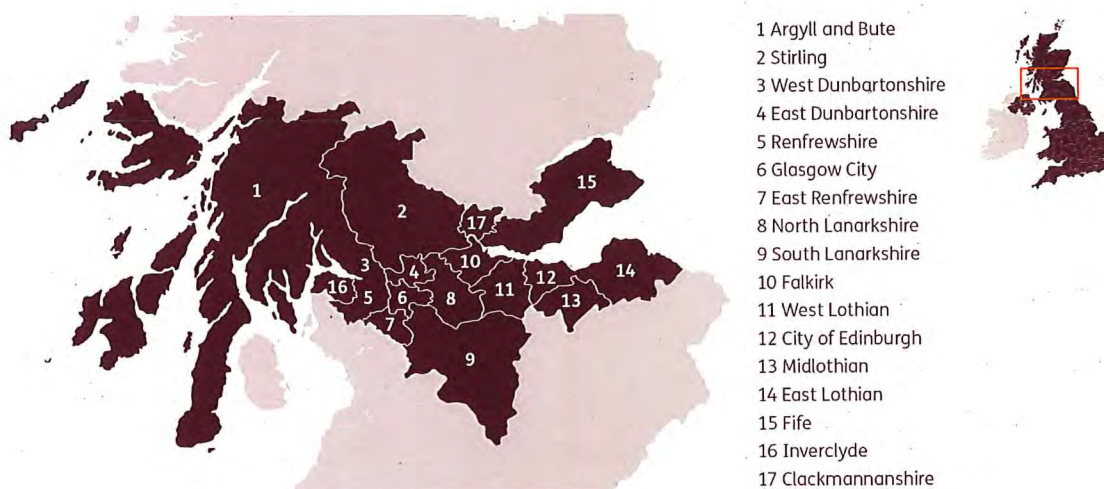 1 Argyll and Bute
2 Stirling
3 West Dunbartonshire
4 East Dunbartonshire
5 Renfrewshire
6 Glasgow City
7 East Renfrewshire
8 North Lanarkshire
9 South Lanarkshire
10 Falkirk
11 West Lothian
12 City of Edinburgh
13 Midlothian
14 East Lothian
15 Fife
16 Inverclyde
17 Clackmannanshire
15
1
2
17
3
4
10
14
12
16
5
6
8
11
13
7
9